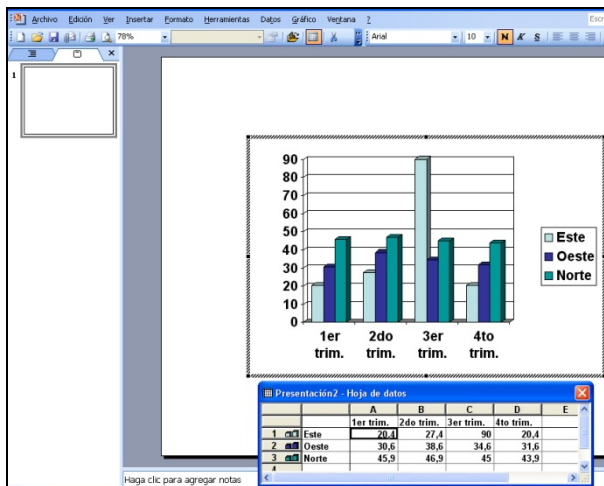 Archivo Edición Ver Insertar Formato Herramientas Datos Gráfico Ventana ?
78% Arial 10 N K S
1
90
80
70
60
50
40
30
20
10
0
1er trim. 2do trim. 3er trim. 4to trim.
Este
Oeste
Norte
Presentación2 - Hoja de datos
A B C D E
1er trim. 2do trim. 3er trim. 4to trim.
1 Este 20,4 27,4 90 20,4
2 Oeste 30,6 38,6 34,6 31,6
3 Norte 45,9 46,9 45 43,9
4
Haga clic para agregar notas